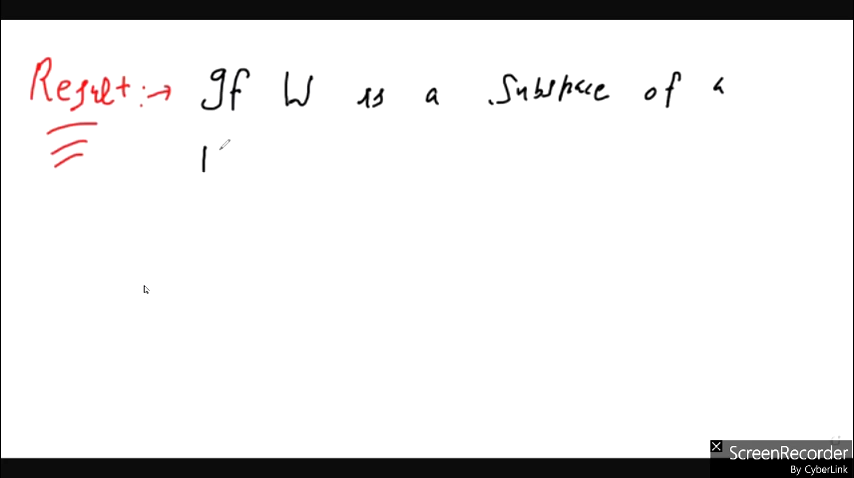 Result :→ If W is a Subspace of a
ScreenRecorder
By CyberLink